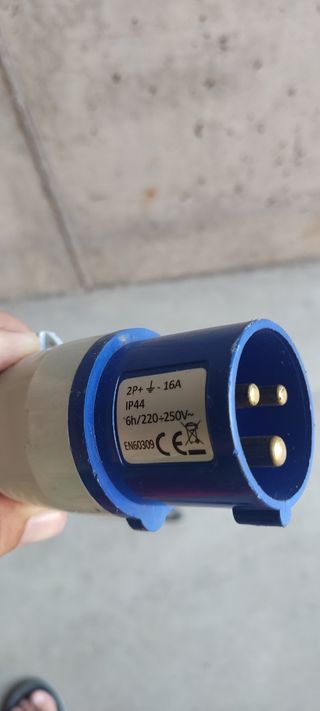 2P+⏚- 16A
IP44
6h/220÷250V~
EN60309 CE